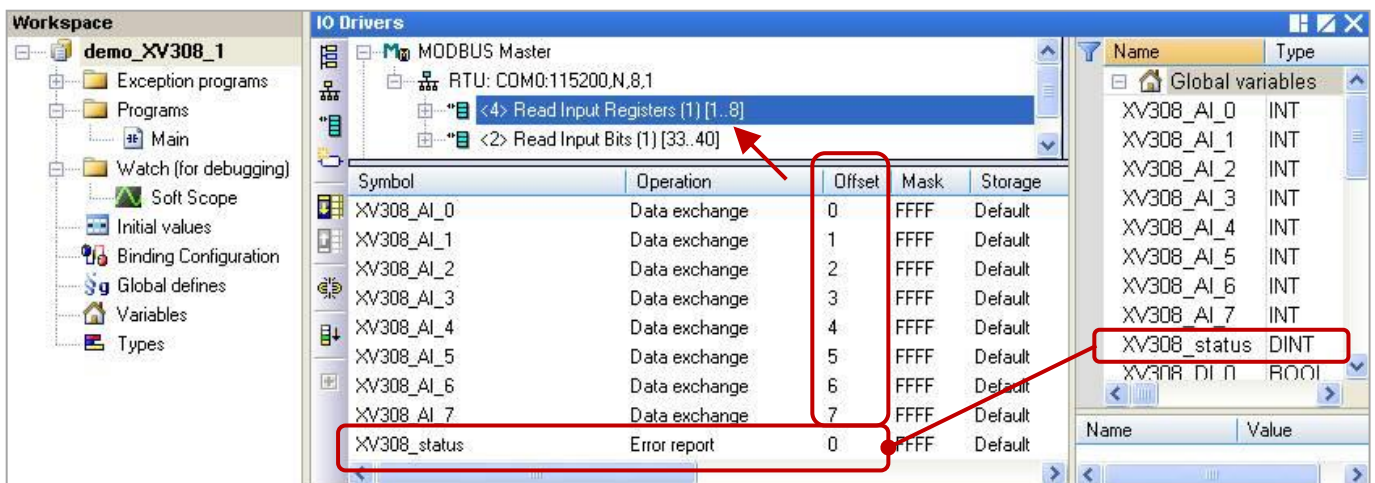 Workspace
demo_XV308_1
Exception programs
Programs
Main
Watch (for debugging)
Soft Scope
Initial values
Binding Configuration
Global defines
Variables
Types
IO Drivers
MODBUS Master
RTU: COM0:115200,N,8,1
<4> Read Input Registers (1) [1..8]
<2> Read Input Bits (1) [33..40]
Symbol Operation Offset Mask Storage
XV308_AI_0 Data exchange 0 FFFF Default
XV308_AI_1 Data exchange 1 FFFF Default
XV308_AI_2 Data exchange 2 FFFF Default
XV308_AI_3 Data exchange 3 FFFF Default
XV308_AI_4 Data exchange 4 FFFF Default
XV308_AI_5 Data exchange 5 FFFF Default
XV308_AI_6 Data exchange 6 FFFF Default
XV308_AI_7 Data exchange 7 FFFF Default
XV308_status Error report 0 FFFF Default
Name Type
Global variables
XV308_AI_0 INT
XV308_AI_1 INT
XV308_AI_2 INT
XV308_AI_3 INT
XV308_AI_4 INT
XV308_AI_5 INT
XV308_AI_6 INT
XV308_AI_7 INT
XV308_status DINT
XV308_DI_0 BOOL
Name Value